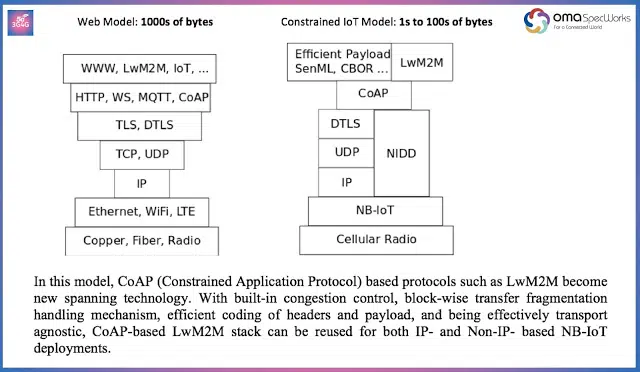 5G
3G4G
Web Model: 1000s of bytes
Constrained IoT Model: 1s to 100s of bytes
OMA SpecWorks
For a Connected World
WWW, LwM2M, IoT, ...
HTTP, WS, MQTT, CoAP
TLS, DTLS
TCP, UDP
IP
Ethernet, WiFi, LTE
Copper, Fiber, Radio
Efficient Payload
SenML, CBOR ...
LwM2M
CoAP
DTLS
UDP
IP
NIDD
NB-IoT
Cellular Radio
In this model, CoAP (Constrained Application Protocol) based protocols such as LwM2M become
new spanning technology. With built-in congestion control, block-wise transfer fragmentation
handling mechanism, efficient coding of headers and payload, and being effectively transport
agnostic, CoAP-based LwM2M stack can be reused for both IP- and Non-IP- based NB-IoT
deployments.